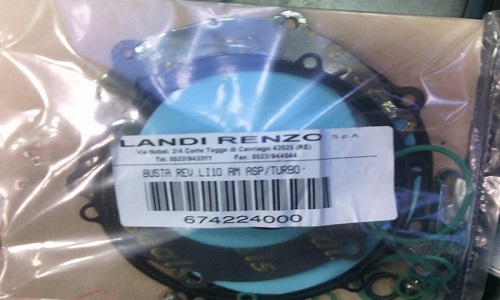 LANDI RENZO S.p.A.
Via Nobel, 2/4 Corte Tegge di Cavriago 42025 (RE)
Tel. 0522/943311 Fax. 0522/944044
BUSTA REV.LI10 AM ASP/TURBO
674224000